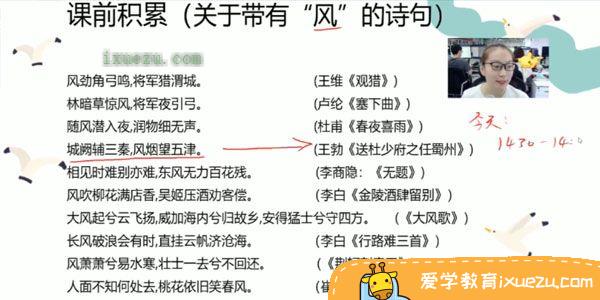 课前积累（关于带有“风”的诗句）
ixuezu.com
风劲角弓鸣,将军猎渭城。 (王维《观猎》)
林暗草惊风,将军夜引弓。 (卢纶《塞下曲》)
随风潜入夜,润物细无声。 (杜甫《春夜喜雨》)
城阙辅三秦,风烟望五津。 (王勃《送杜少府之任蜀州》)
今天:
1430-14
相见时难别亦难,东风无力百花残。 (李商隐:《无题》)
风吹柳花满店香,吴姬压酒劝客偿。 (李白《金陵酒肆留别》)
大风起兮云飞扬,威加海内兮归故乡,安得猛士兮守四方。 (《大风歌》)
长风破浪会有时,直挂云帆济沧海。 (李白《行路难三首》)
风萧萧兮易水寒,壮士一去兮不回还。
人面不知何处去,桃花依旧笑春风。 (崔
爱学教育ixuezu.com